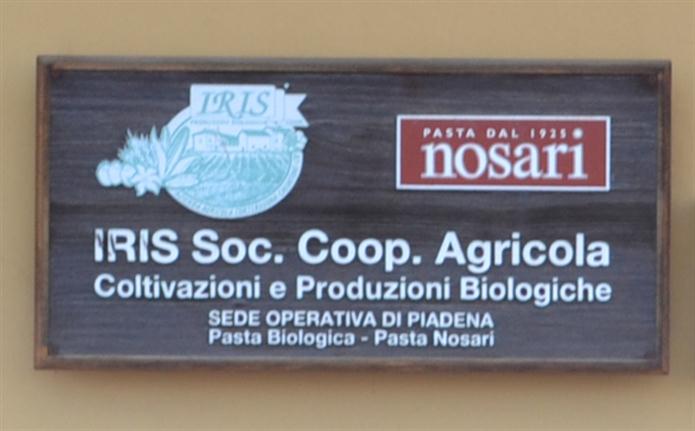 IRIS
PASTA DAL 1925
nosari
IRIS Soc. Coop. Agricola
Coltivazioni e Produzioni Biologiche
SEDE OPERATIVA DI PIADENA
Pasta Biologica - Pasta Nosari